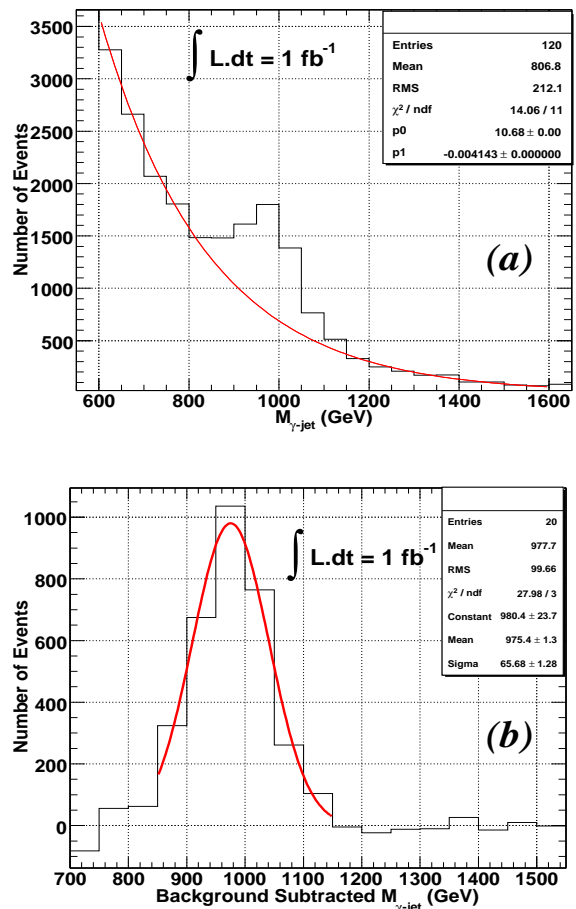 3500
3000
2500
2000
1500
1000
500
Number of Events
∫ L.dt = 1 fb⁻¹
Entries 120
Mean 806.8
RMS 212.1
χ² / ndf 14.06 / 11
p0 10.68 ± 0.00
p1 -0.004143 ± 0.000000
(a)
600 800 1000 1200 1400 1600
M_γ-jet (GeV)
1000
800
600
400
200
0
Number of Events
∫ L.dt = 1 fb⁻¹
Entries 20
Mean 977.7
RMS 99.66
χ² / ndf 27.98 / 3
Constant 980.4 ± 23.7
Mean 975.4 ± 1.3
Sigma 65.68 ± 1.28
(b)
700 800 900 1000 1100 1200 1300 1400 1500
Background Subtracted M_γ-jet (GeV)